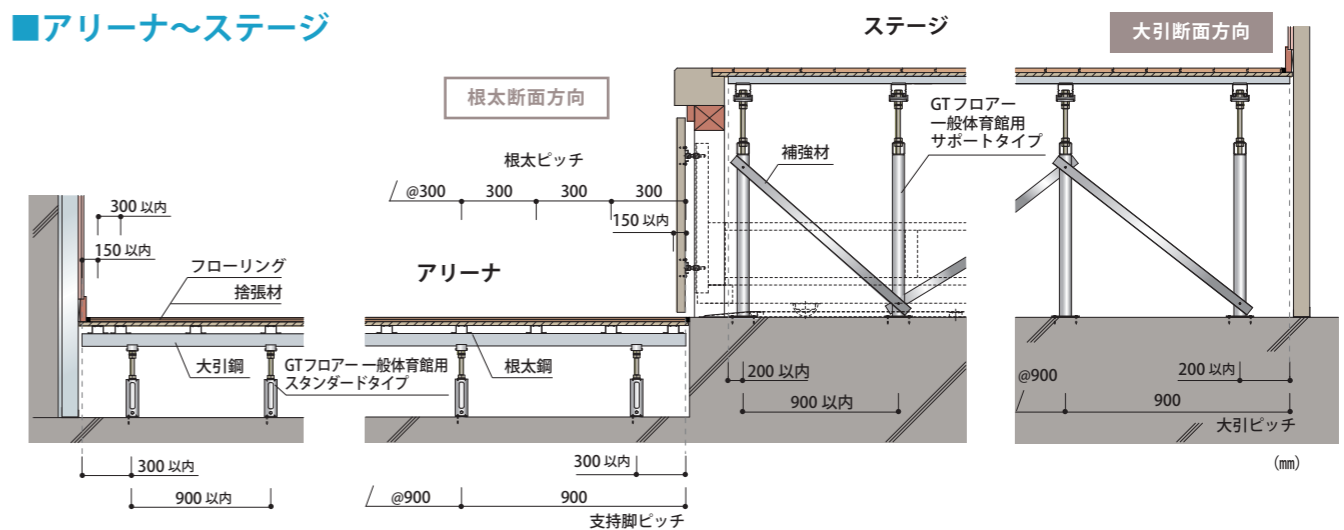 ■アリーナ～ステージ
ステージ
大引断面方向
根太断面方向
GTフロアー
一般体育館用
サポートタイプ
補強材
根太ピッチ
@300
300
300
300
150 以内
300 以内
150 以内
アリーナ
フローリング
捨張材
大引鋼
GTフロアー 一般体育館用
スタンダードタイプ
根太鋼
200 以内
900 以内
@900
200 以内
900
大引ピッチ
(㎜)
300 以内
900 以内
300 以内
@900
900
支持脚ピッチ